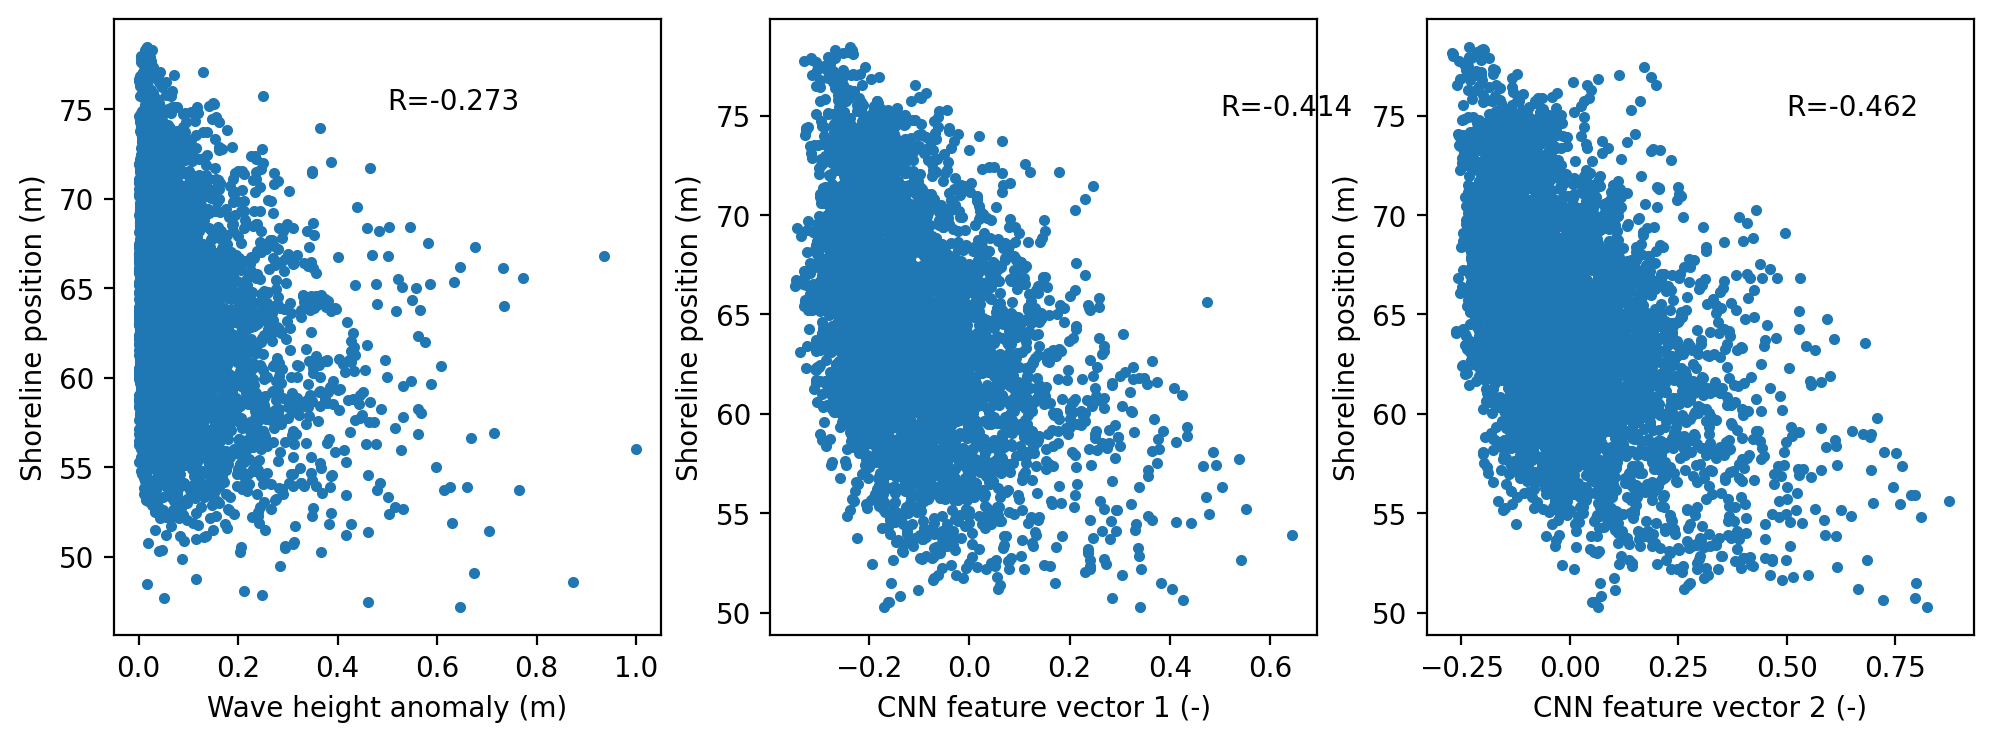 R=-0.273
75
70
65
60
55
50
Shoreline position (m)
0.0 0.2 0.4 0.6 0.8 1.0
Wave height anomaly (m)
R=-0.414
75
70
65
60
55
50
Shoreline position (m)
−0.2 0.0 0.2 0.4 0.6
CNN feature vector 1 (-)
R=-0.462
75
70
65
60
55
50
Shoreline position (m)
−0.25 0.00 0.25 0.50 0.75
CNN feature vector 2 (-)